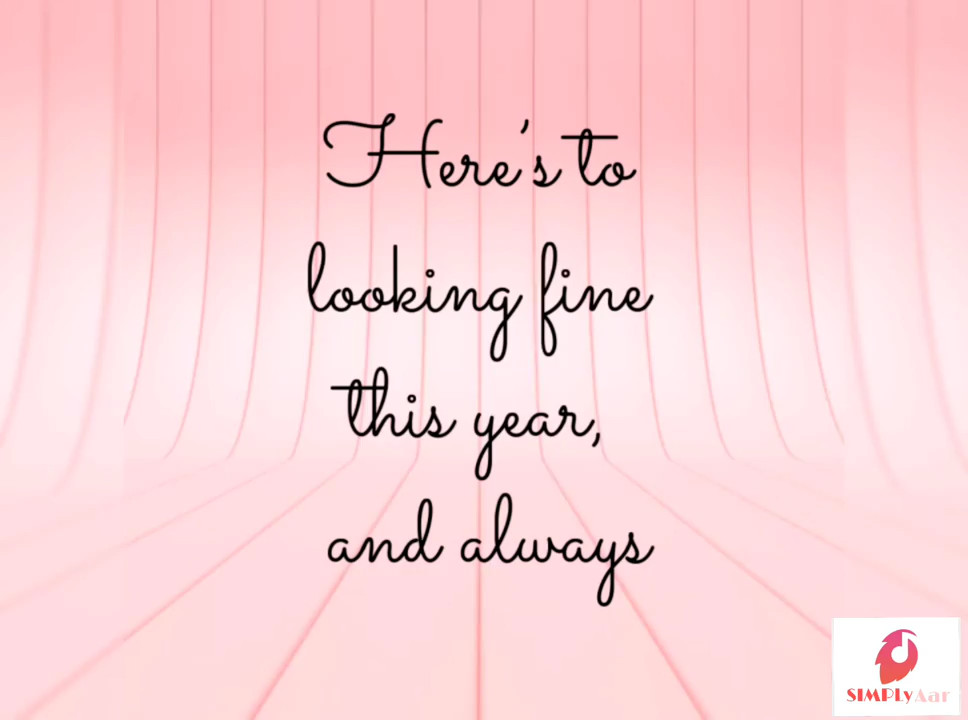 Here's to
looking fine
this year,
and always
SIMPLyAar